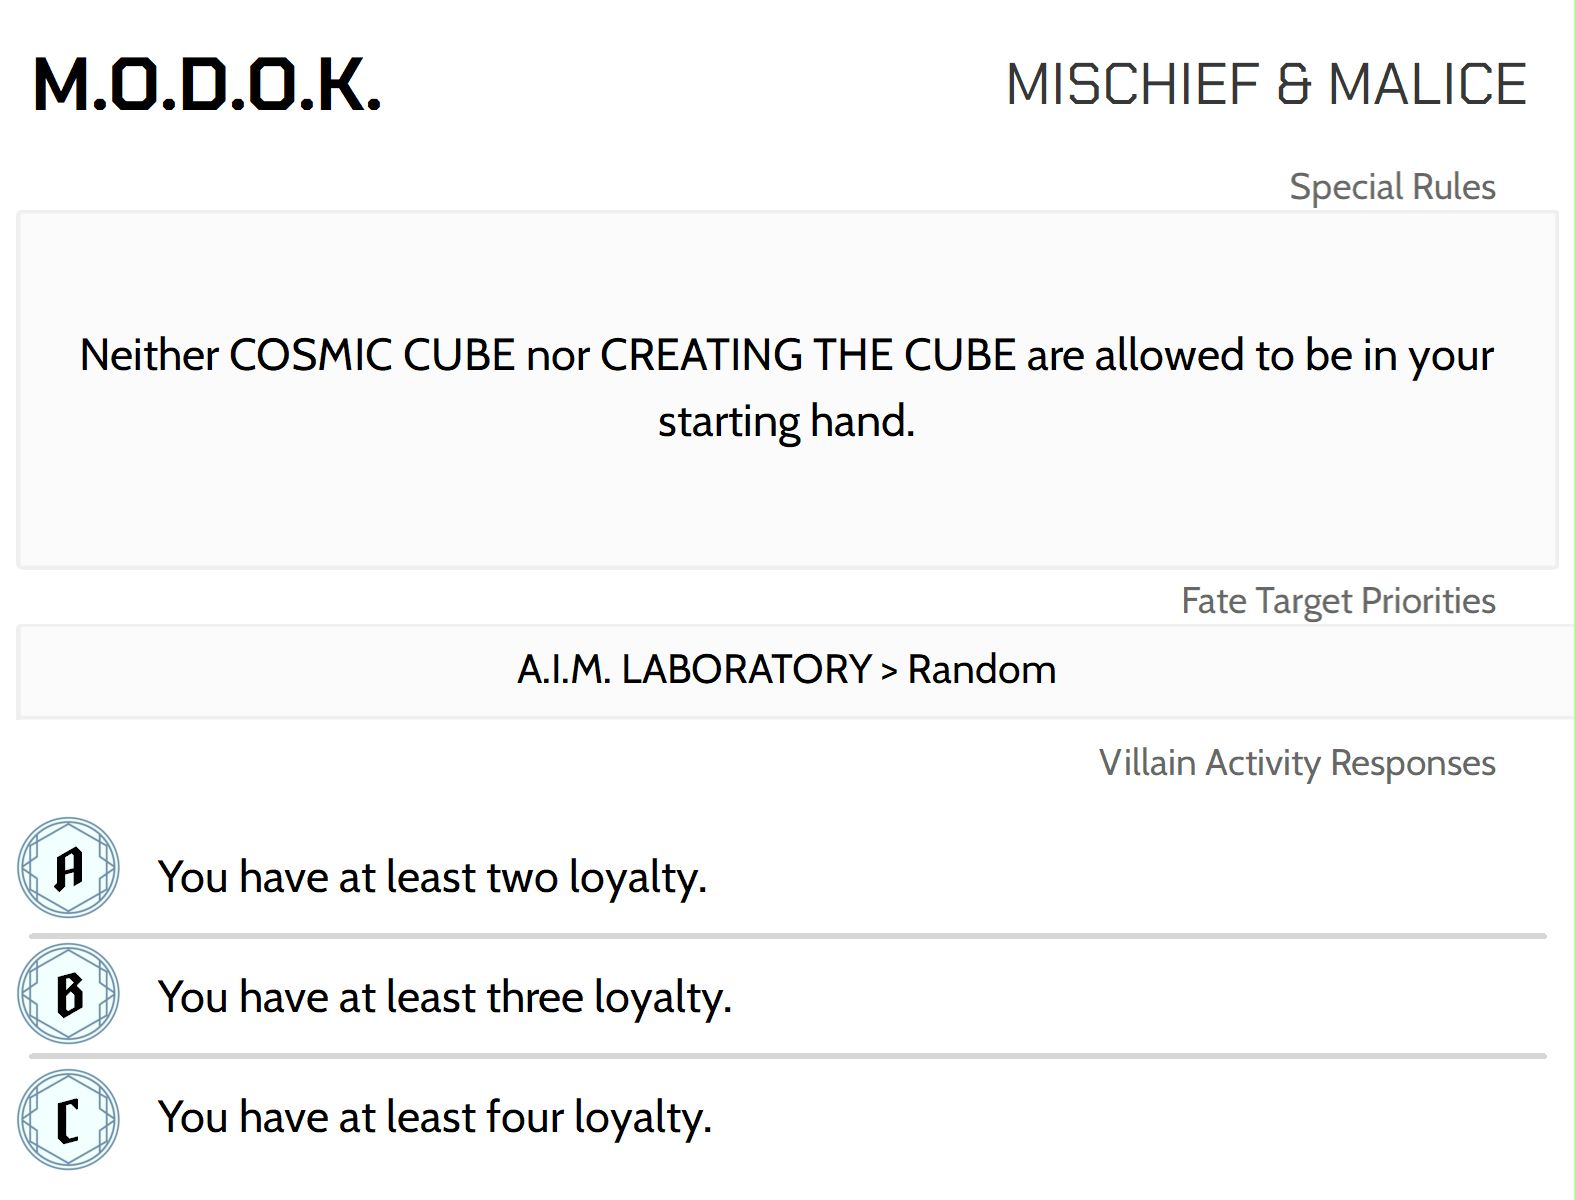 M.O.D.O.K.
MISCHIEF & MALICE
Special Rules
Neither COSMIC CUBE nor CREATING THE CUBE are allowed to be in your
starting hand.
Fate Target Priorities
A.I.M. LABORATORY > Random
Villain Activity Responses
A You have at least two loyalty.
B You have at least three loyalty.
C You have at least four loyalty.